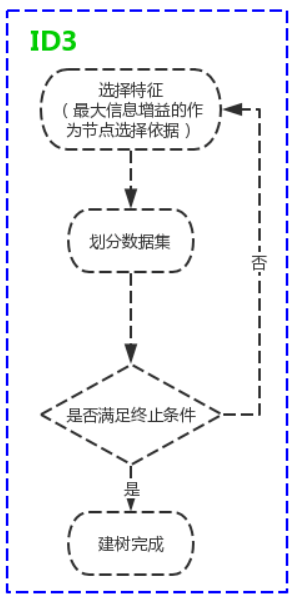 ID3
选择特征
（最大信息增益的作
为节点选择依据）
划分数据集
否
是否满足终止条件
是
建树完成